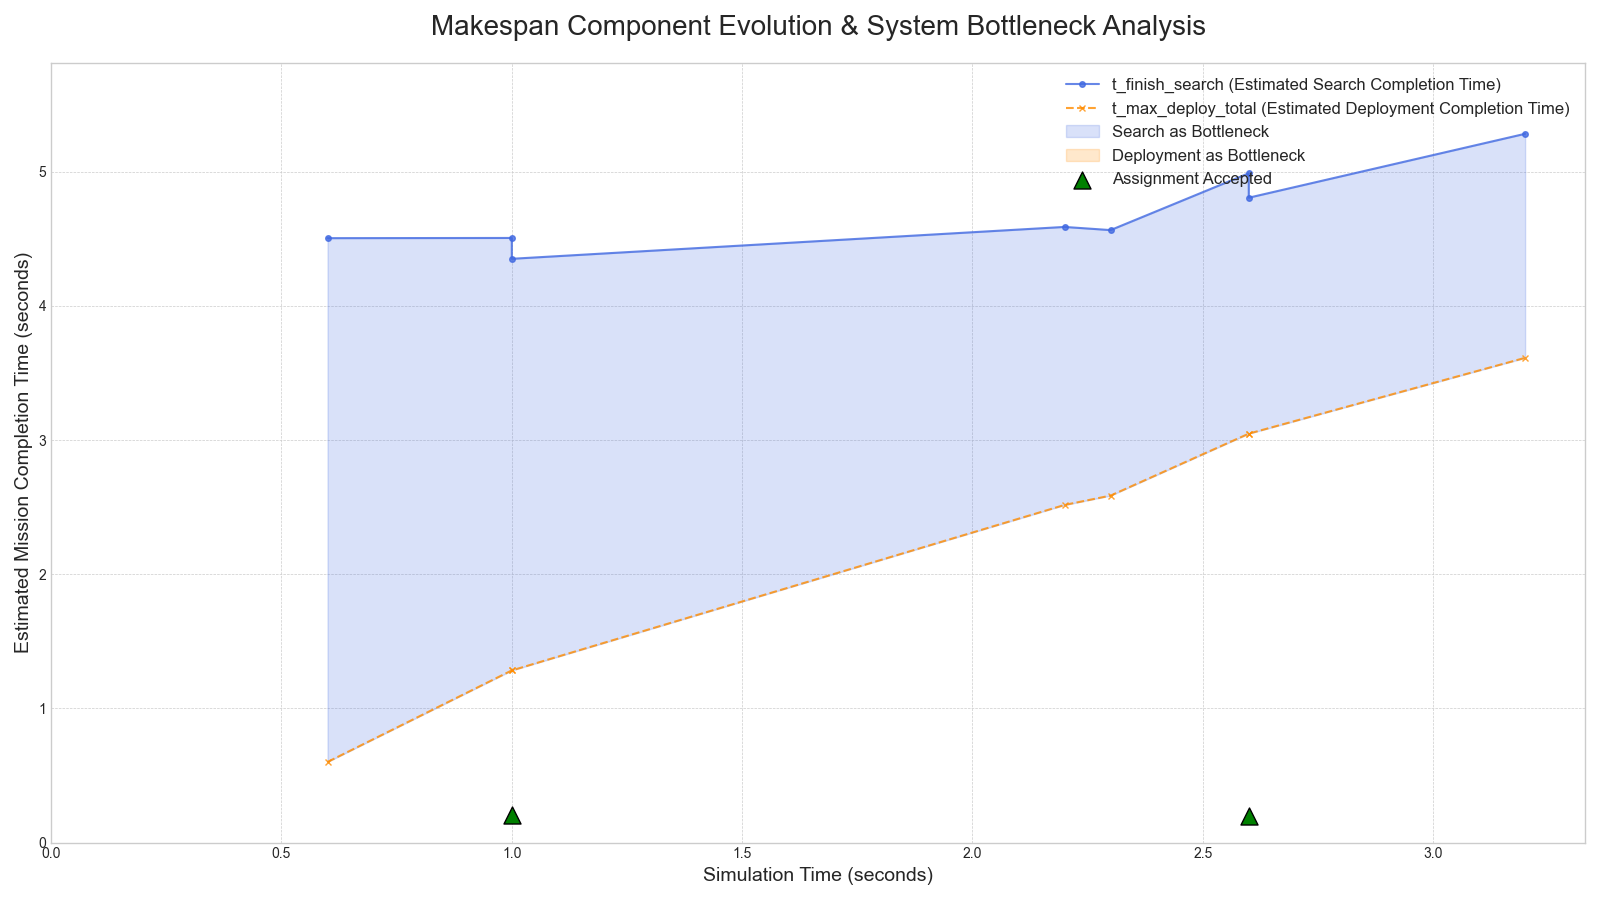 Makespan Component Evolution & System Bottleneck Analysis
t_finish_search (Estimated Search Completion Time)
t_max_deploy_total (Estimated Deployment Completion Time)
Search as Bottleneck
Deployment as Bottleneck
Assignment Accepted
Estimated Mission Completion Time (seconds)
5
4
3
2
1
0
0.0 0.5 1.0 1.5 2.0 2.5 3.0
Simulation Time (seconds)